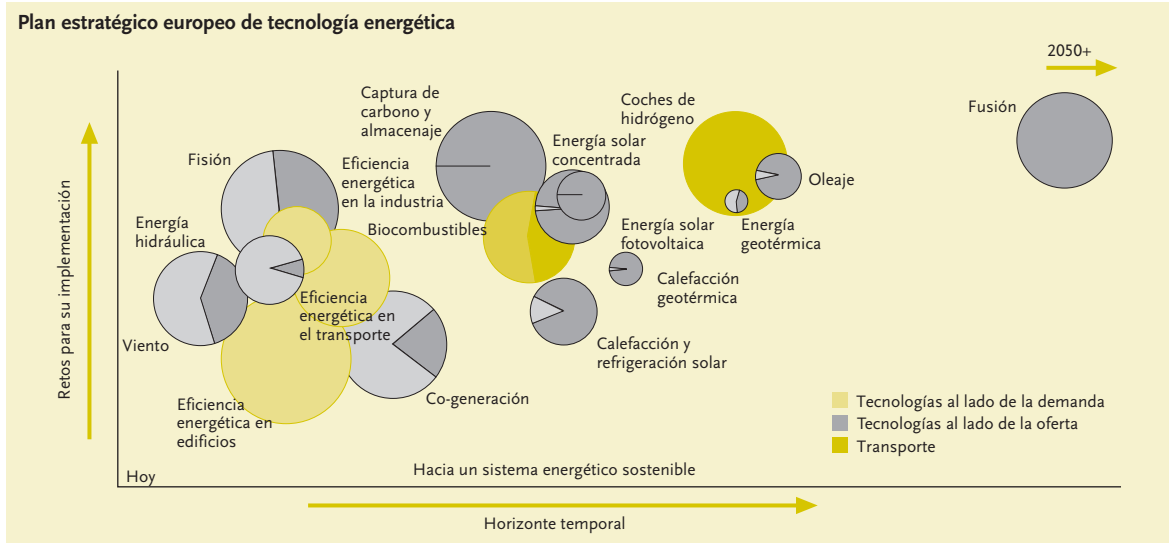 Plan estratégico europeo de tecnología energética
2050+
Captura de
carbono y
almacenaje
Coches de
hidrógeno
Fusión
Energía solar
concentrada
Fisión
Eficiencia
energética
en la industria
Oleaje
Energía
hidráulica
Biocombustibles
Energía solar
fotovoltaica
Energía
geotérmica
Calefacción
geotérmica
Eficiencia
energética en
el transporte
Viento
Calefacción y
refrigeración solar
Co-generación
Eficiencia
energética en
edificios
Tecnologías al lado de la demanda
Tecnologías al lado de la oferta
Transporte
Retos para su implementación
Hoy
Hacia un sistema energético sostenible
Horizonte temporal